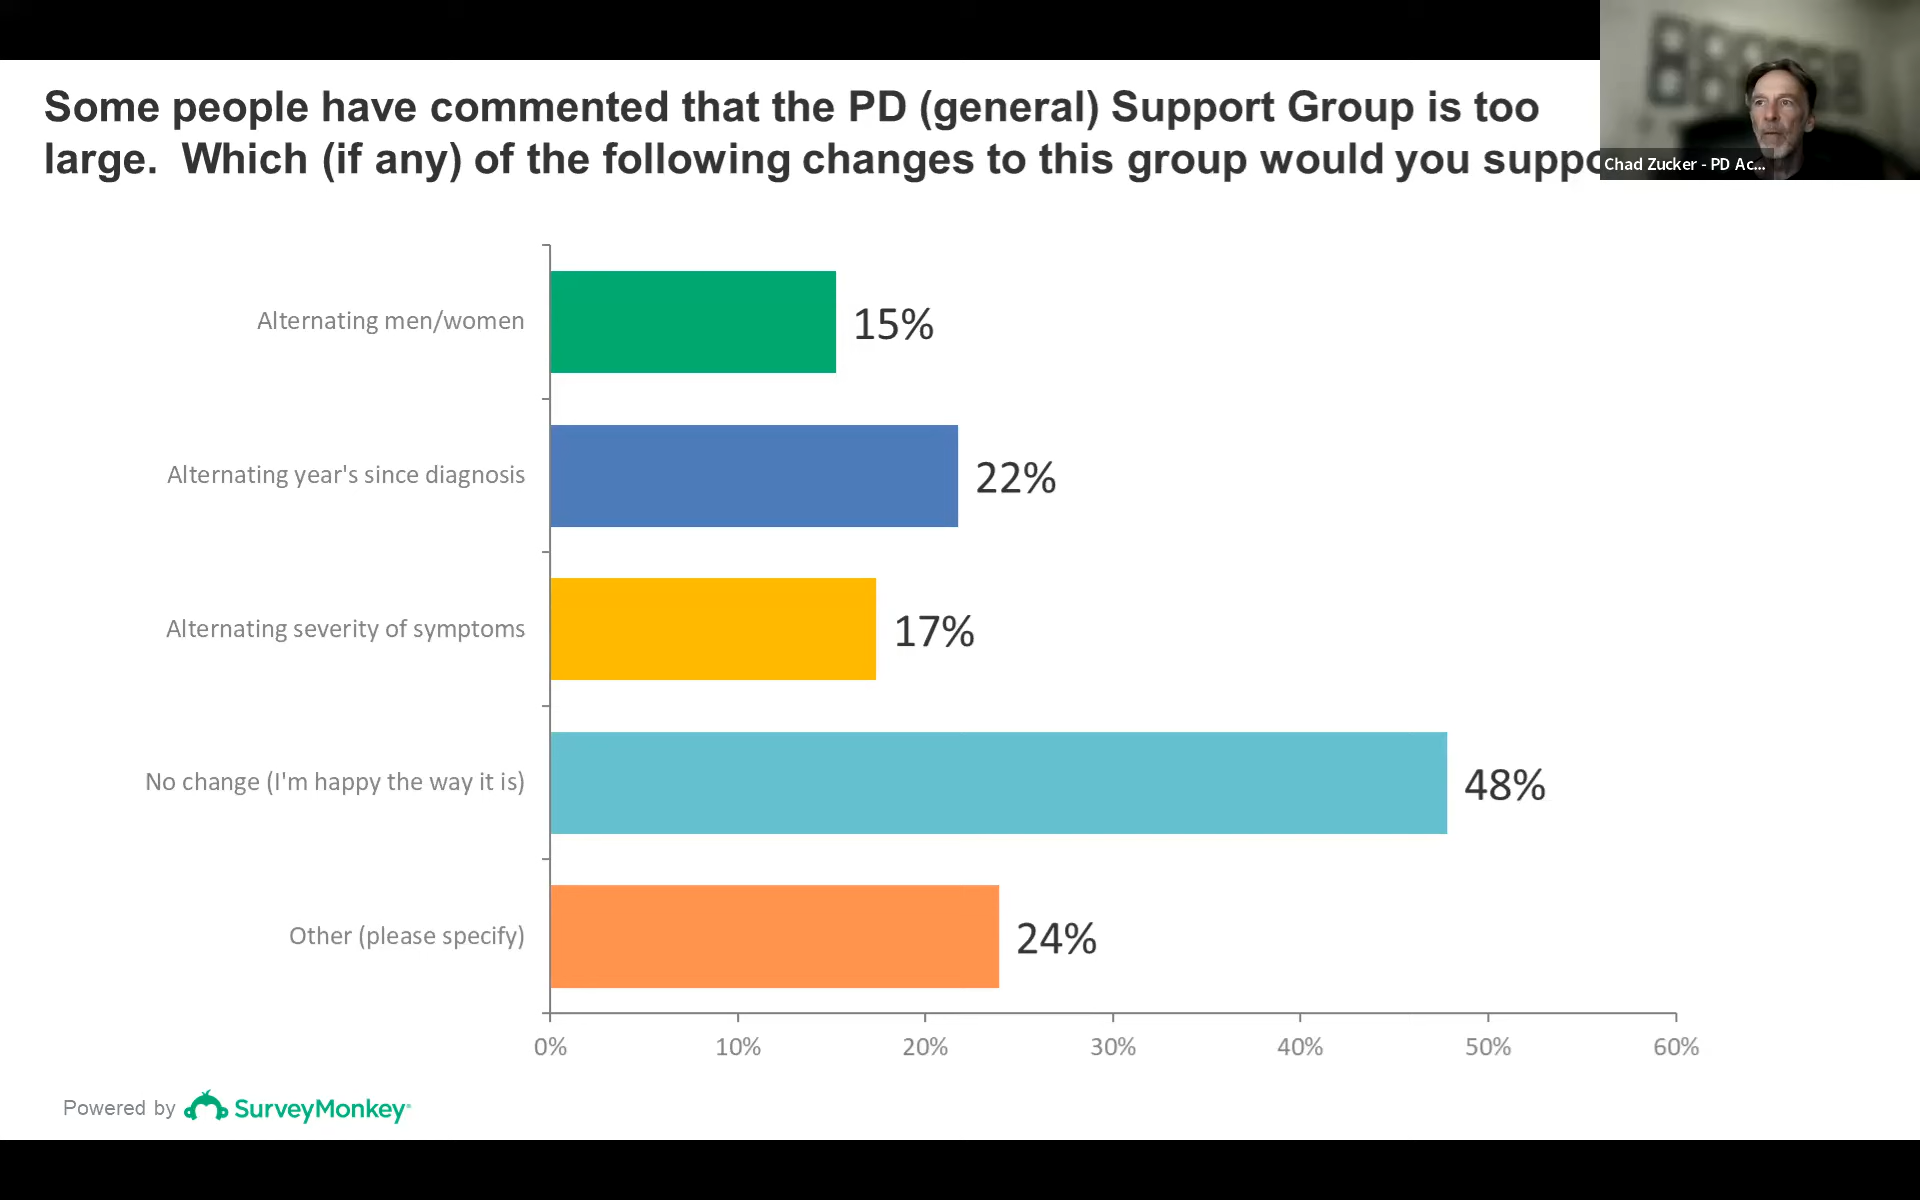 Some people have commented that the PD (general) Support Group is too
large.  Which (if any) of the following changes to this group would you suppo
Chad Zucker - PD Ac...
Alternating men/women
15%
Alternating year's since diagnosis
22%
Alternating severity of symptoms
17%
No change (I'm happy the way it is)
48%
Other (please specify)
24%
0% 10% 20% 30% 40% 50% 60%
Powered by SurveyMonkey